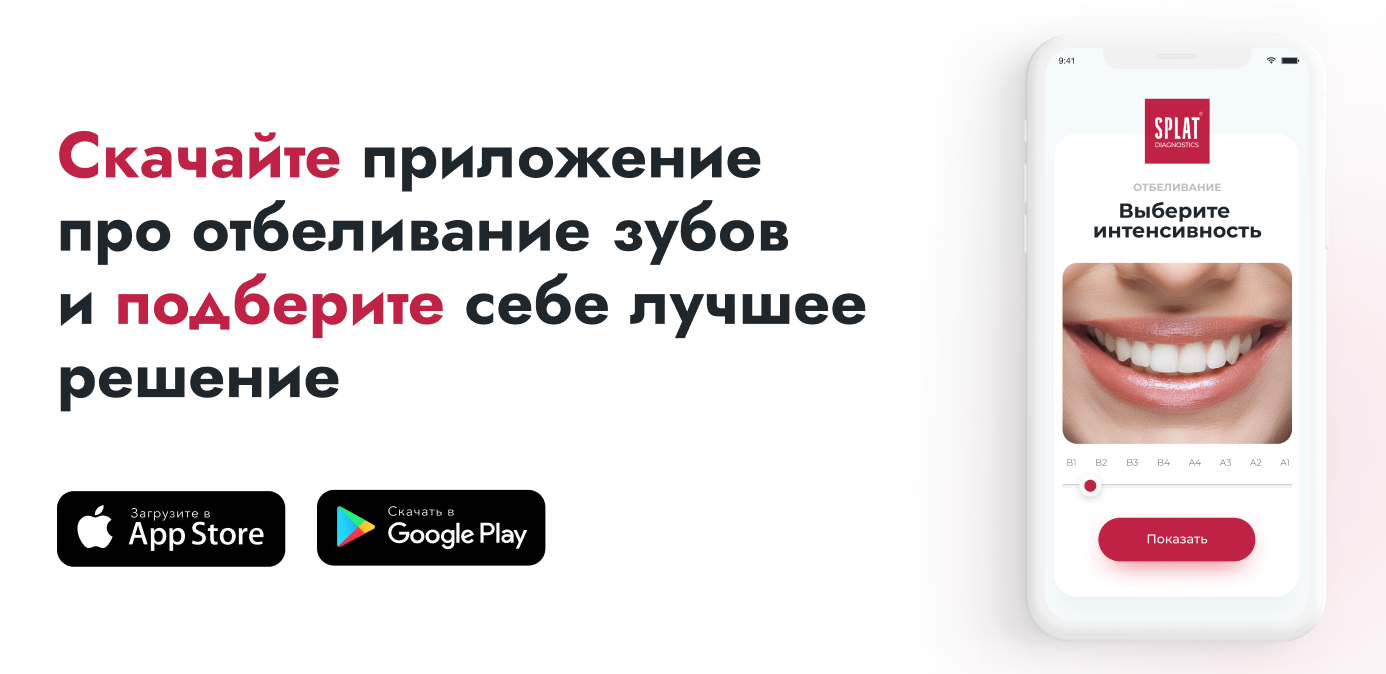 Скачайте приложение
про отбеливание зубов
и подберите себе лучшее
решение
Загрузите в
App Store
Скачать в
Google Play
9:41
SPLAT®
DIAGNOSTICS
ОТБЕЛИВАНИЕ
Выберите
интенсивность
B1 B2 B3 B4 A4 A3 A2 A1
Показать